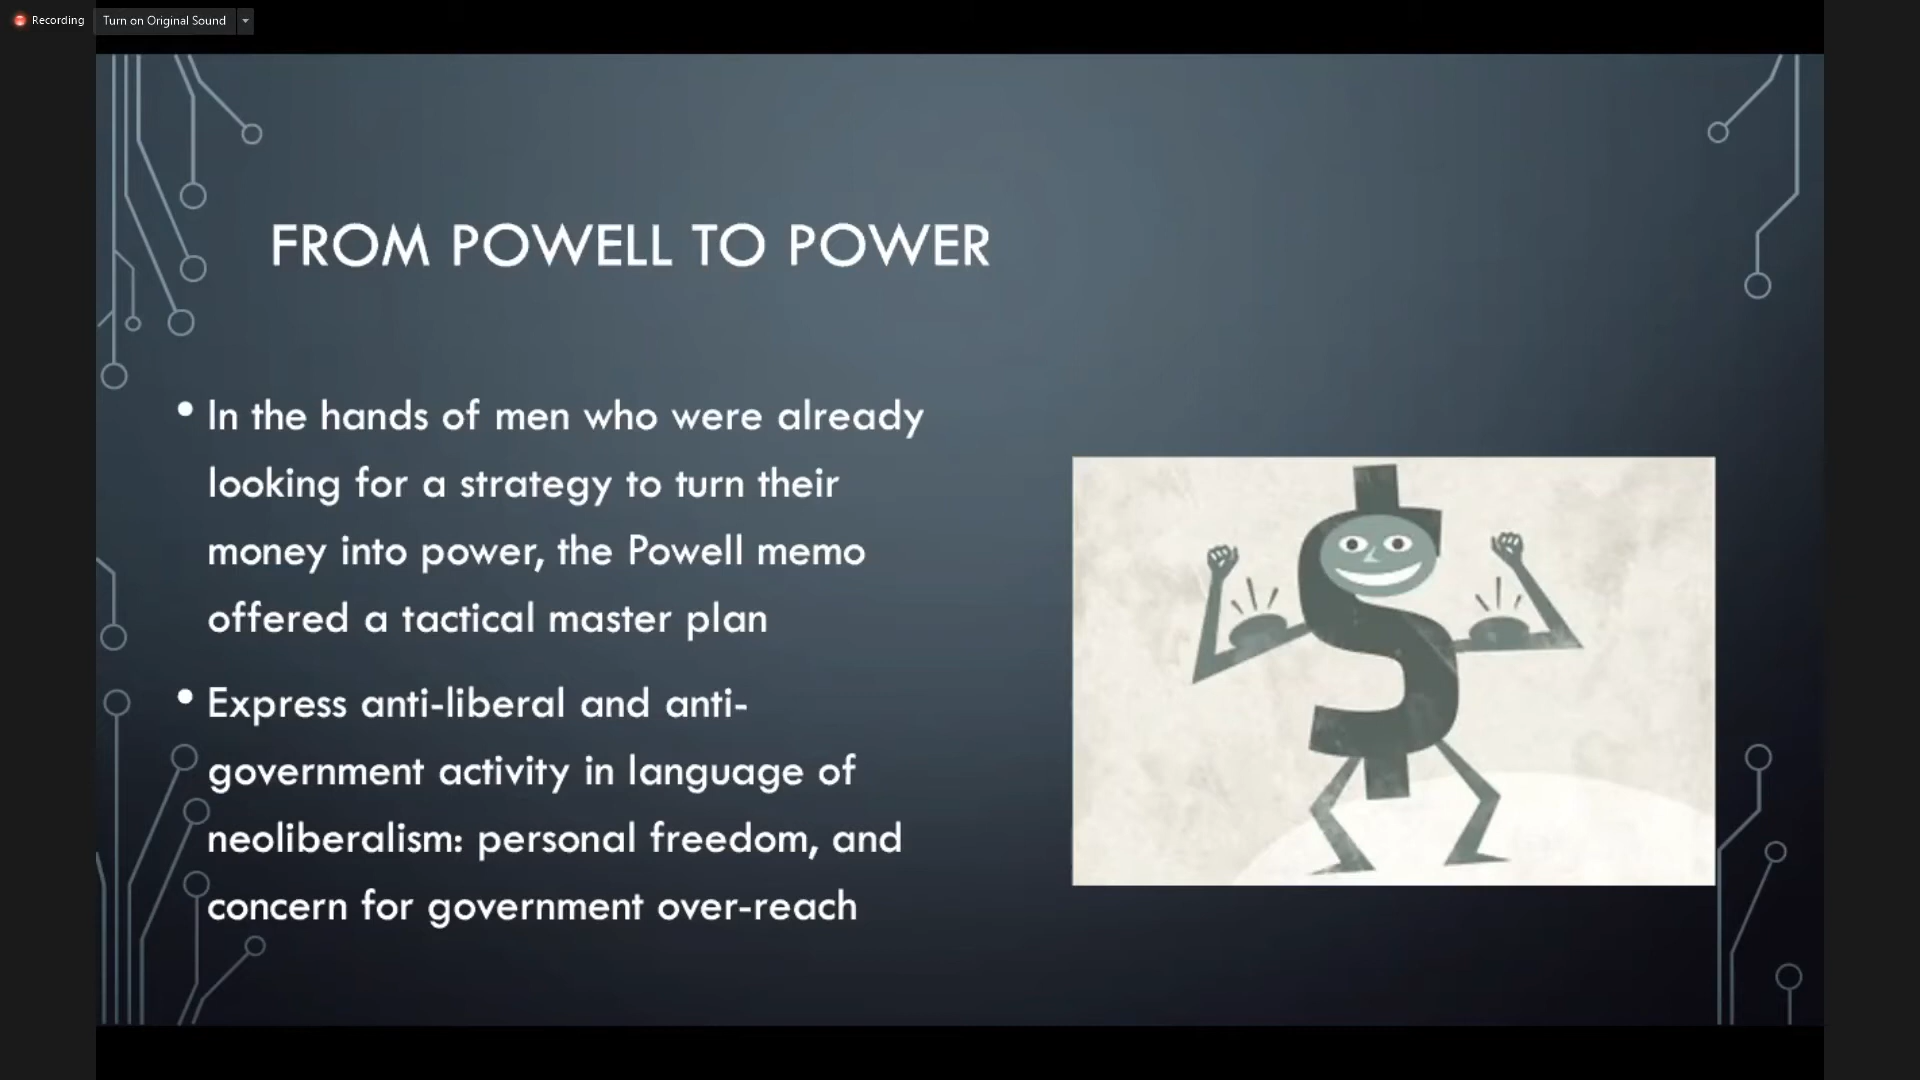 Recording
Turn on Original Sound
FROM POWELL TO POWER
• In the hands of men who were already
looking for a strategy to turn their
money into power, the Powell memo
offered a tactical master plan
• Express anti-liberal and anti-
government activity in language of
neoliberalism: personal freedom, and
concern for government over-reach